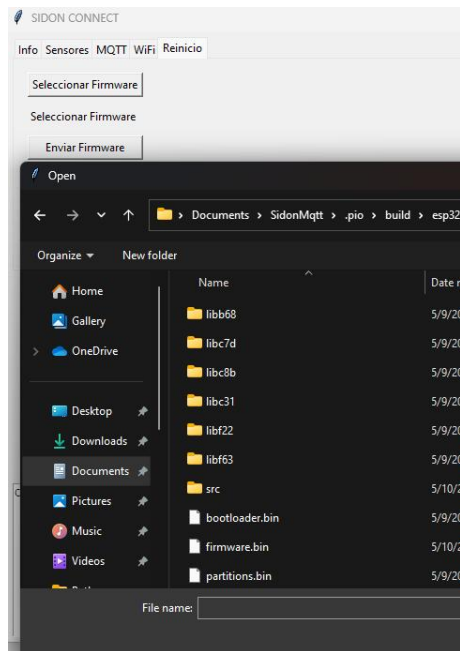 SIDON CONNECT
Info Sensores MQTT WiFi Reinicio
Seleccionar Firmware
Seleccionar Firmware
Enviar Firmware
Open
Documents > SidonMqtt > .pio > build > esp32
Organize New folder
Name Date
Home
libb68 5/9/20
Gallery
libc7d 5/9/20
OneDrive
libc8b 5/9/20
libc31 5/9/20
Desktop
libf22 5/9/20
Downloads
libf63 5/9/20
Documents
src 5/10/2
Pictures
bootloader.bin 5/9/20
Music
firmware.bin 5/10/2
Videos
partitions.bin 5/9/20
File name: